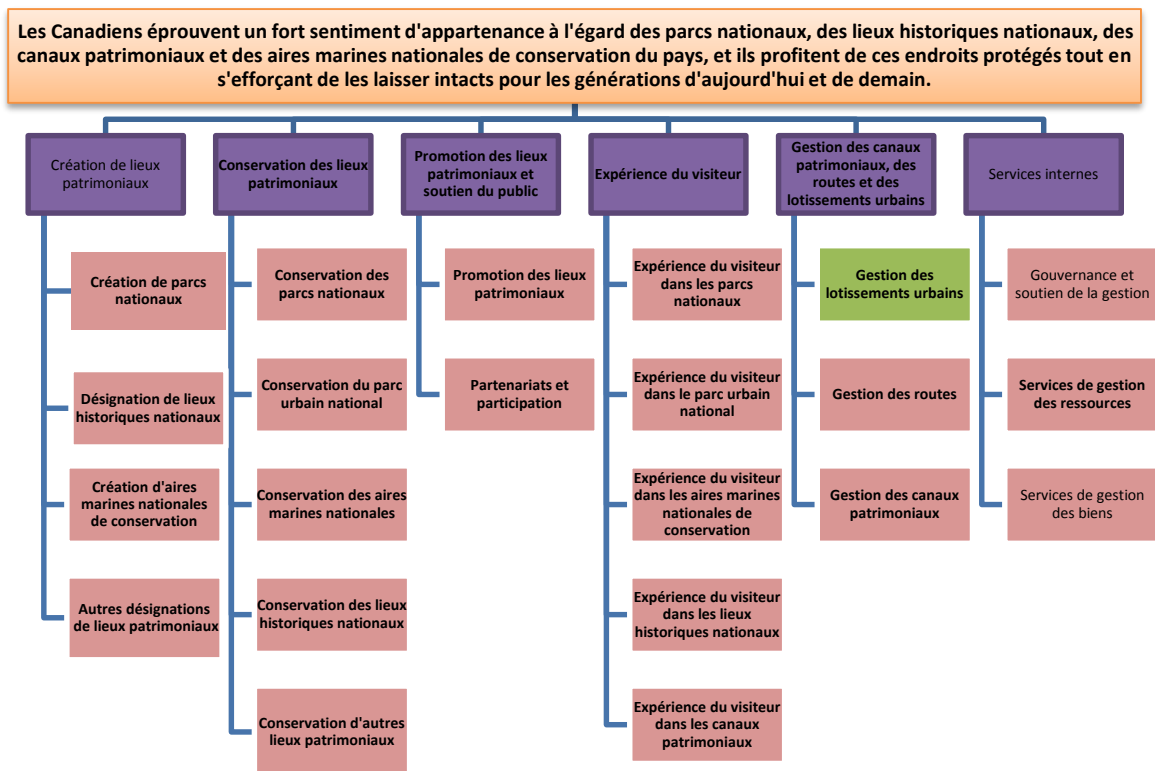 Les Canadiens éprouvent un fort sentiment d'appartenance à l'égard des parcs nationaux, des lieux historiques nationaux, des
canaux patrimoniaux et des aires marines nationales de conservation du pays, et ils profitent de ces endroits protégés tout en
s'efforçant de les laisser intacts pour les générations d'aujourd'hui et de demain.
Création de lieux
patrimoniaux
Création de parcs
nationaux
Désignation de lieux
historiques nationaux
Création d'aires
marines nationales
de conservation
Autres désignations
de lieux patrimoniaux
Conservation des lieux
patrimoniaux
Conservation des
parcs nationaux
Conservation du parc
urbain national
Conservation des aires
marines nationales
Conservation des lieux
historiques nationaux
Conservation d'autres
lieux patrimoniaux
Promotion des lieux
patrimoniaux et
soutien du public
Promotion des lieux
patrimoniaux
Partenariats et
participation
Expérience du visiteur
Expérience du visiteur
dans les parcs
nationaux
Expérience du visiteur
dans le parc urbain
national
Expérience du visiteur
dans les aires marines
nationales de
conservation
Expérience du visiteur
dans les lieux
historiques nationaux
Expérience du visiteur
dans les canaux
patrimoniaux
Gestion des canaux
patrimoniaux, des
routes et des
lotissements urbains
Gestion des
lotissements urbains
Gestion des routes
Gestion des canaux
patrimoniaux
Services internes
Gouvernance et
soutien de la gestion
Services de gestion
des ressources
Services de gestion
des biens